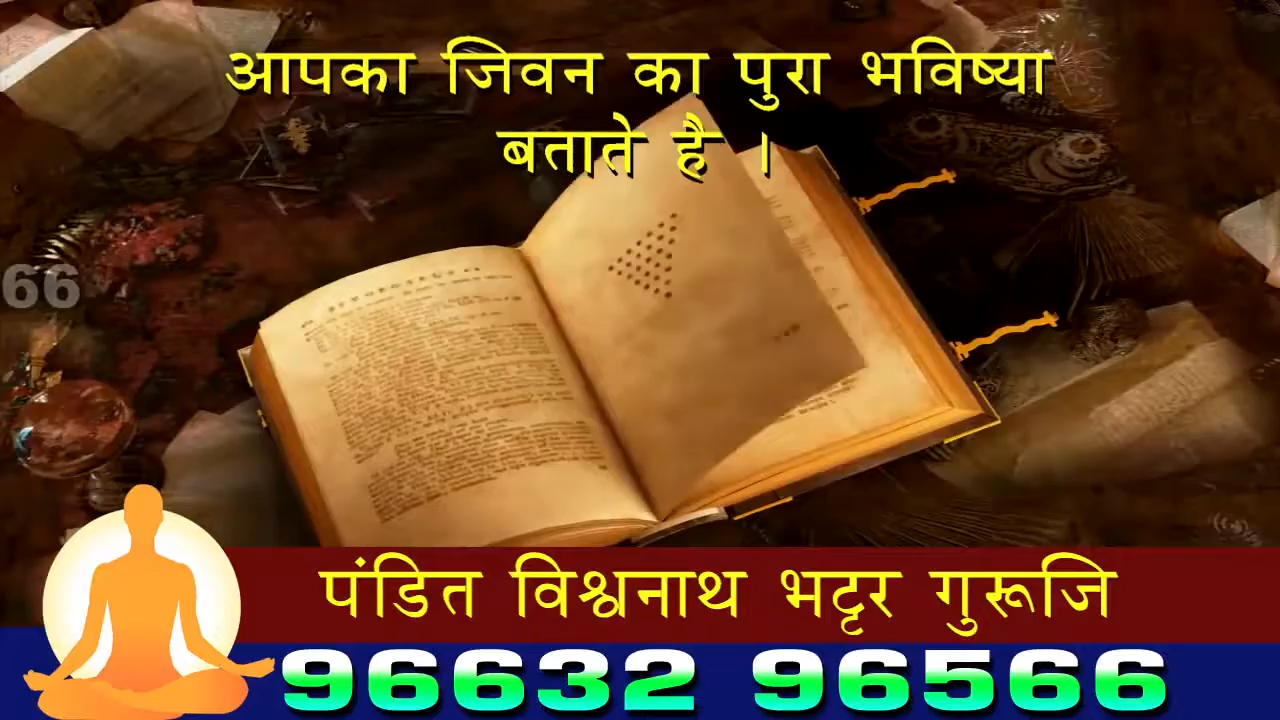 आपका जिवन का पुरा भविष्या
बताते है ।
66
पंडित विश्वनाथ भट्टर गुरूजि
96632 96566